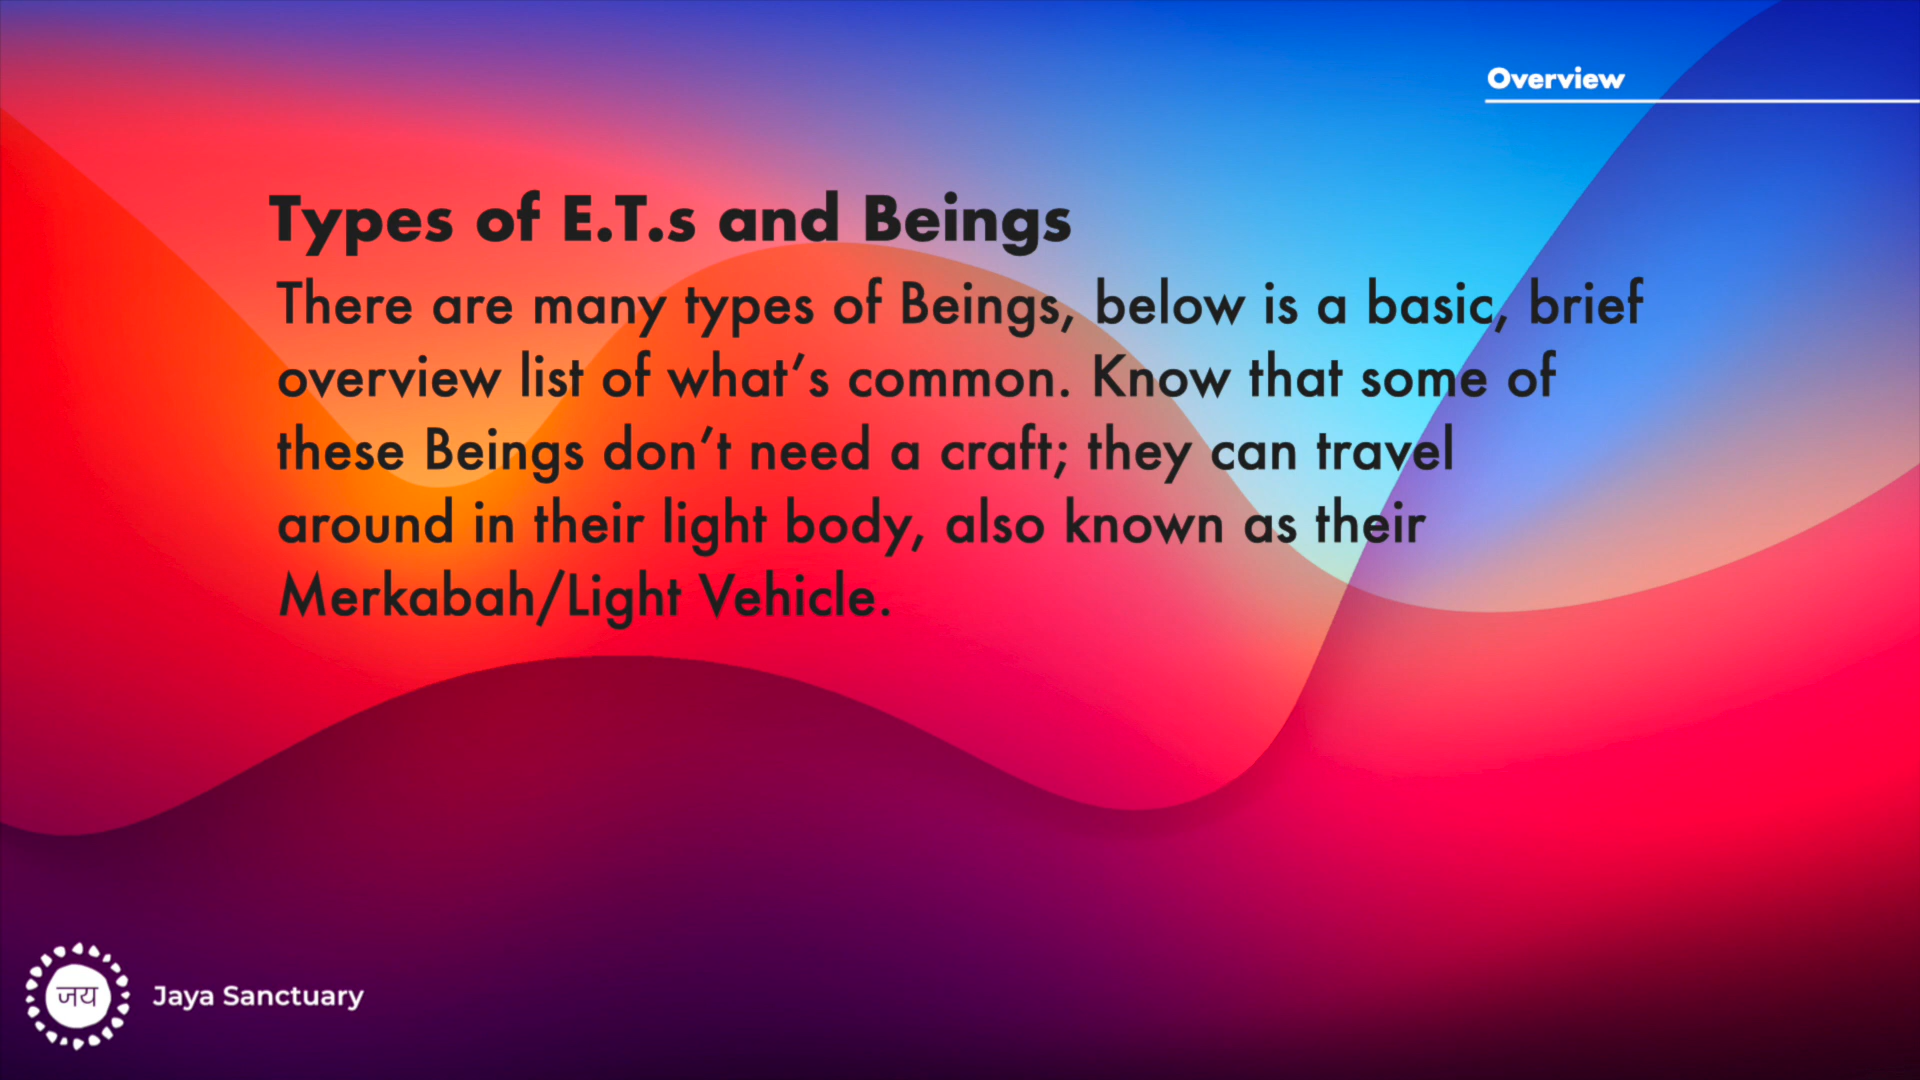 Overview
Types of E.T.s and Beings
There are many types of Beings, below is a basic, brief
overview list of what’s common. Know that some of
these Beings don’t need a craft; they can travel
around in their light body, also known as their
Merkabah/Light Vehicle.
जय
Jaya Sanctuary